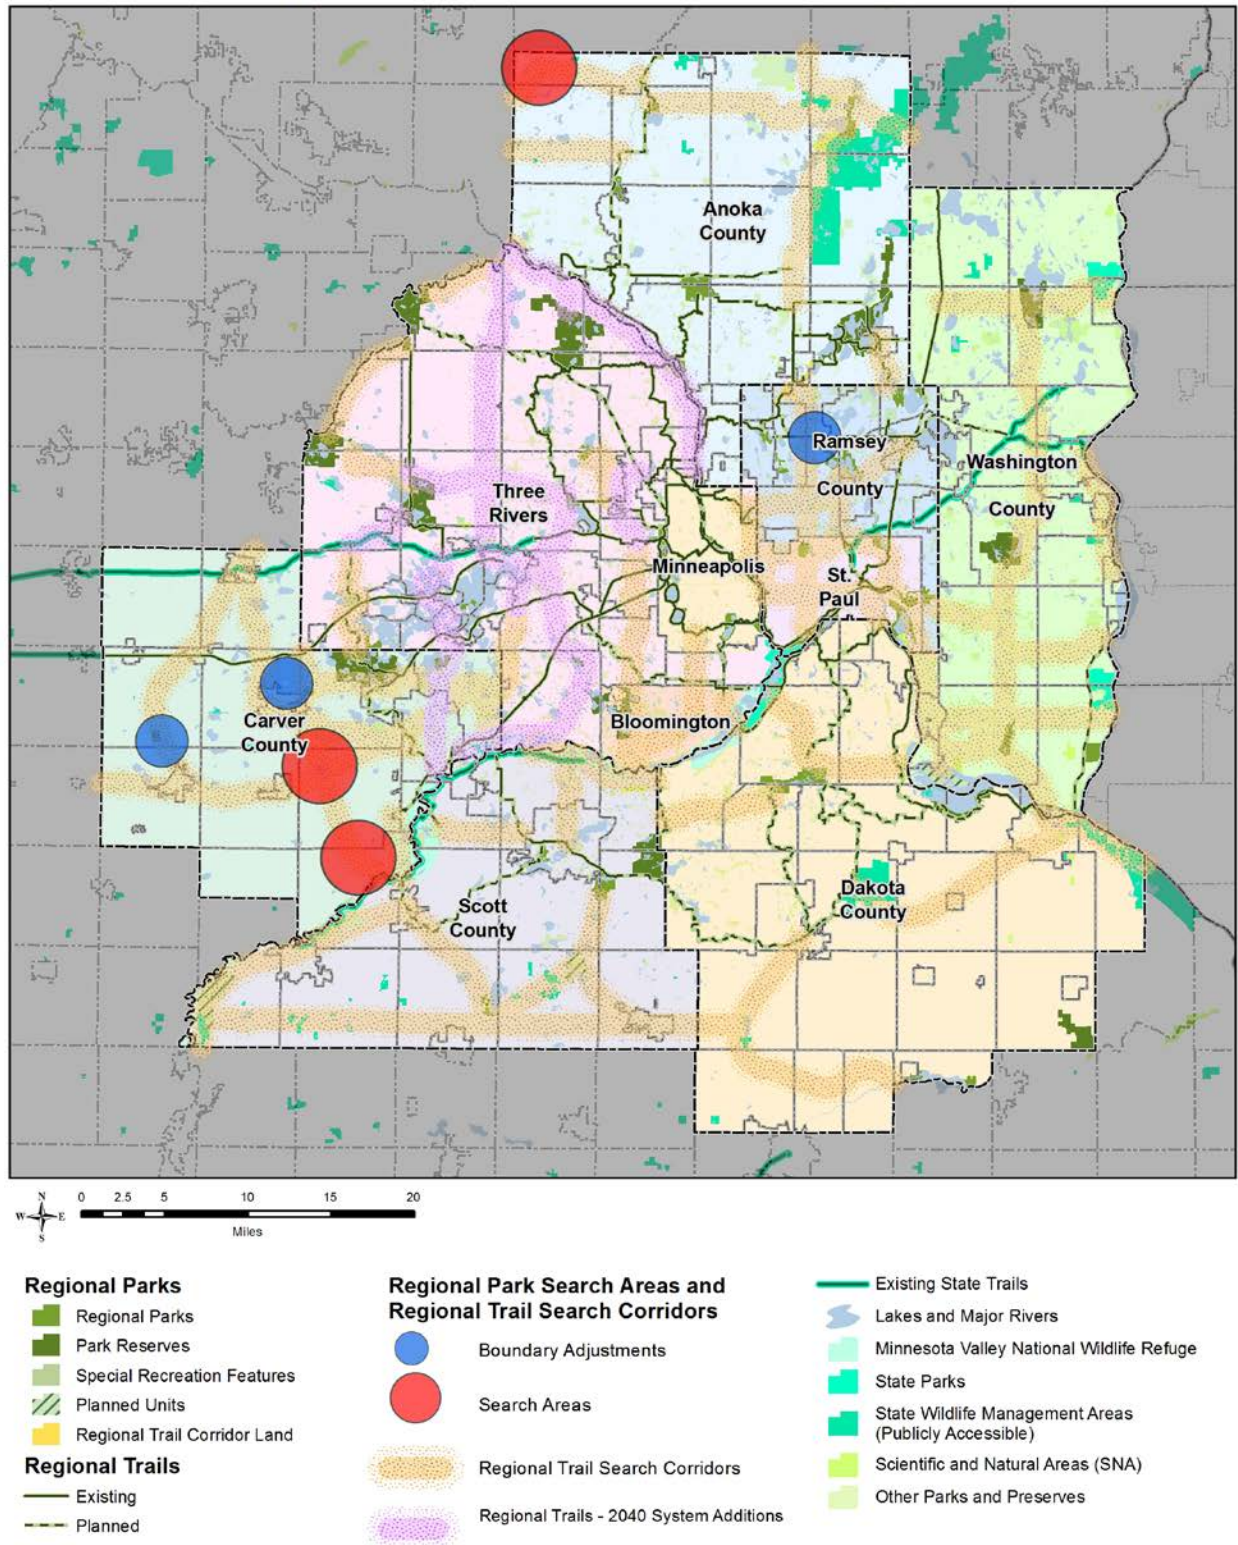 Anoka
County
Ramsey
County
Washington
County
Three
Rivers
Minneapolis
St.
Paul
Carver
County
Bloomington
Scott
County
Dakota
County
N
W E
S
0 2.5 5 10 15 20
Miles
Regional Parks
Regional Parks
Park Reserves
Special Recreation Features
Planned Units
Regional Trail Corridor Land
Regional Trails
Existing
Planned
Regional Park Search Areas and
Regional Trail Search Corridors
Boundary Adjustments
Search Areas
Regional Trail Search Corridors
Regional Trails - 2040 System Additions
Existing State Trails
Lakes and Major Rivers
Minnesota Valley National Wildlife Refuge
State Parks
State Wildlife Management Areas
(Publicly Accessible)
Scientific and Natural Areas (SNA)
Other Parks and Preserves